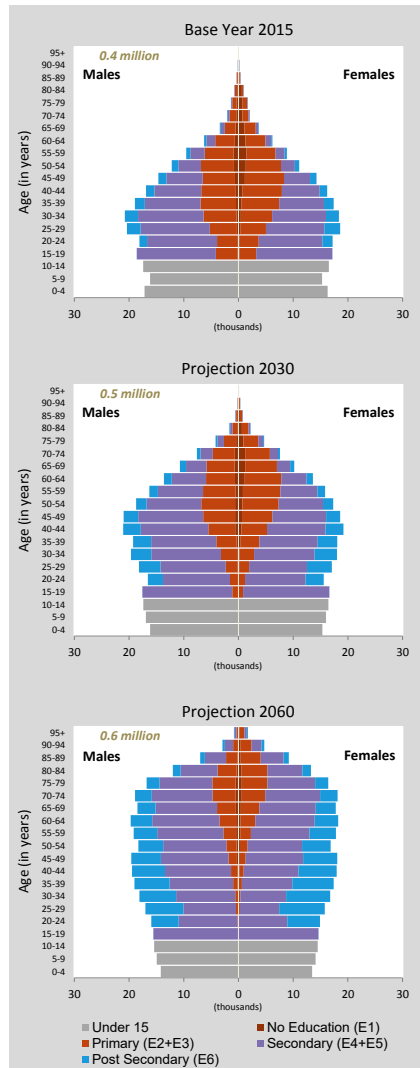 Base Year 2015
0.4 million
Males
Females
Age (in years)
95+
90-94
85-89
80-84
75-79
70-74
65-69
60-64
55-59
50-54
45-49
40-44
35-39
30-34
25-29
20-24
15-19
10-14
5-9
0-4
30 20 10 0 10 20 30
(thousands)
Projection 2030
0.5 million
Males
Females
Age (in years)
95+
90-94
85-89
80-84
75-79
70-74
65-69
60-64
55-59
50-54
45-49
40-44
35-39
30-34
25-29
20-24
15-19
10-14
5-9
0-4
30 20 10 0 10 20 30
(thousands)
Projection 2060
0.6 million
Males
Females
Age (in years)
95+
90-94
85-89
80-84
75-79
70-74
65-69
60-64
55-59
50-54
45-49
40-44
35-39
30-34
25-29
20-24
15-19
10-14
5-9
0-4
30 20 10 0 10 20 30
(thousands)
Under 15
No Education (E1)
Primary (E2+E3)
Secondary (E4+E5)
Post Secondary (E6)